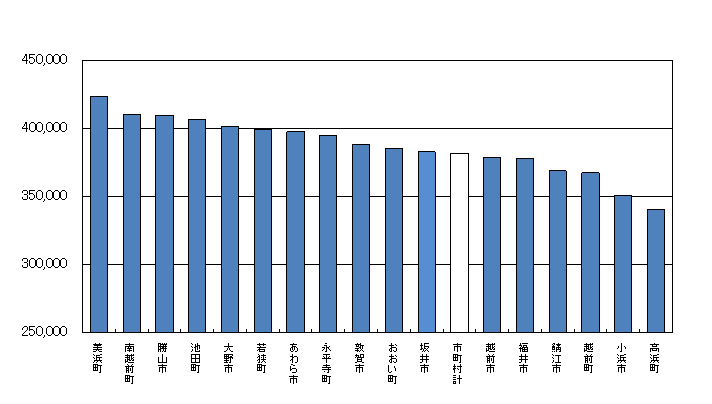 450,000
400,000
350,000
300,000
250,000
美浜町
南越前町
勝山市
池田町
大野市
若狭町
あわら市
永平寺町
敦賀市
おおい町
坂井市
市町村計
越前市
福井市
鯖江市
越前町
小浜市
高浜町